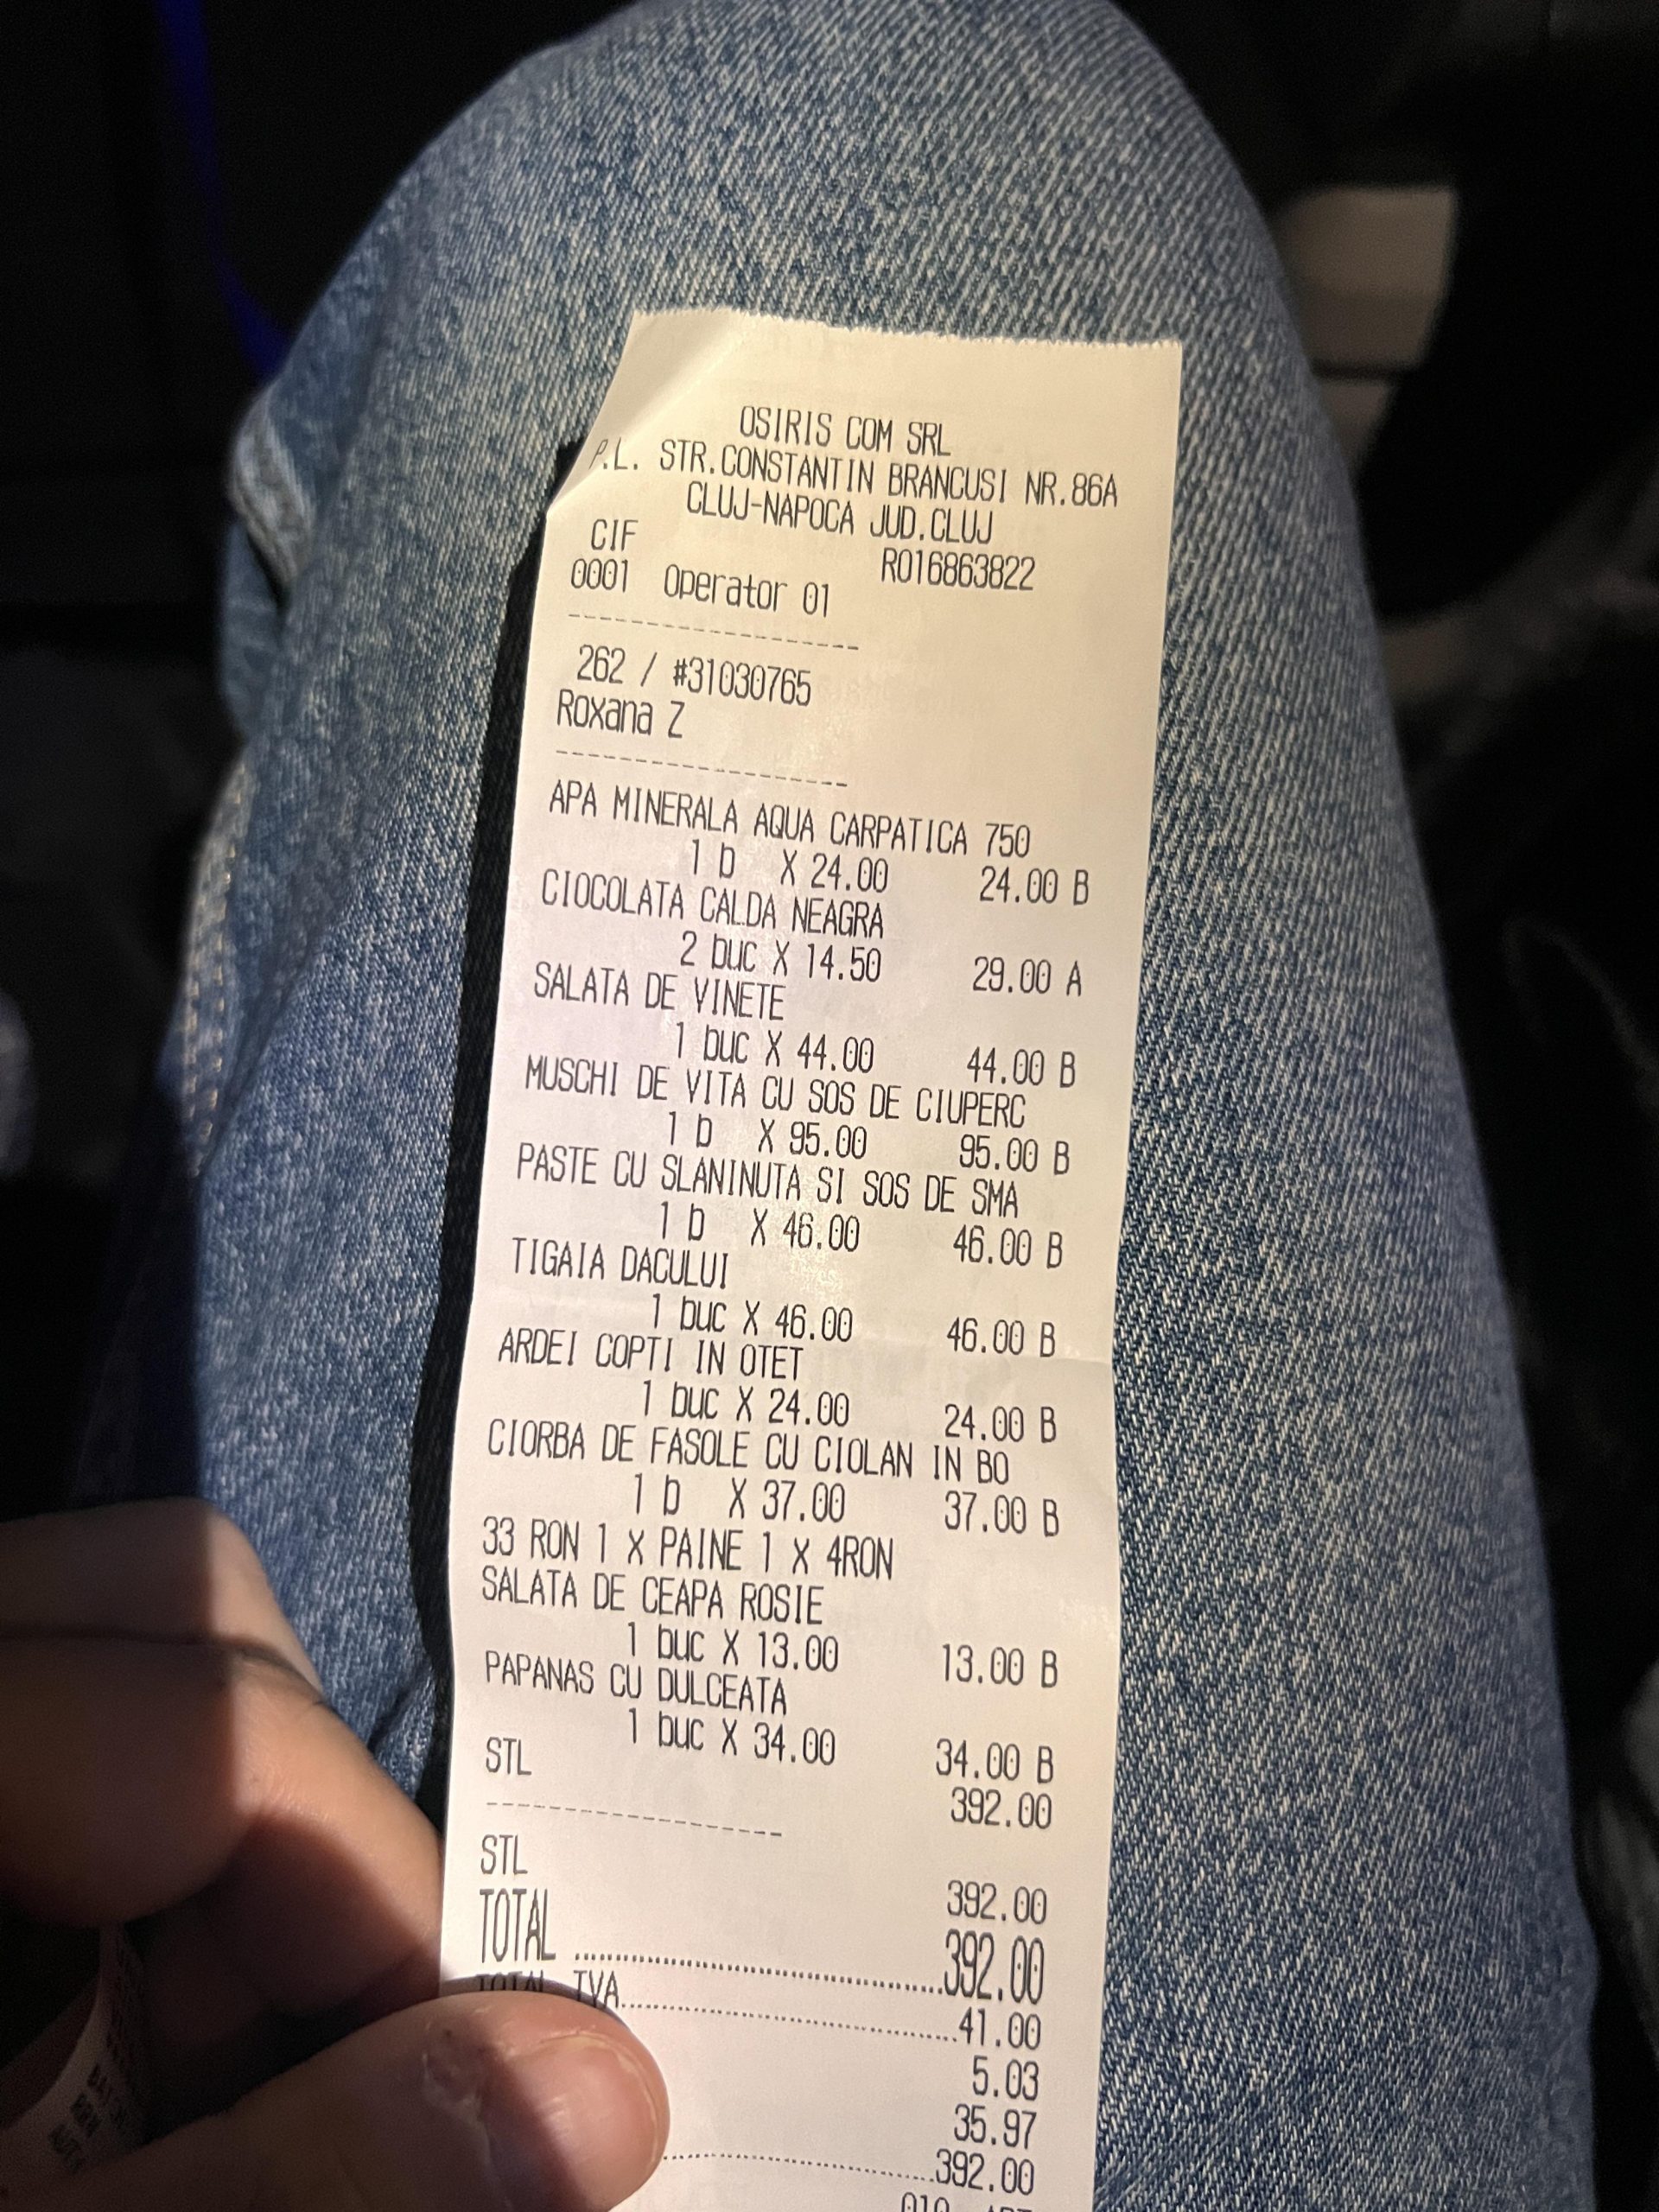 OSIRIS COM SRL
P.L. STR.CONSTANTIN BRANCUSI NR.86A
CLUJ-NAPOCA JUD.CLUJ
CIF RO16863822
0001 Operator 01
------------------
262 / #31030765
Roxana Z
------------------
APA MINERALA AQUA CARPATICA 750
1 b X 24.00 24.00 B
CIOCOLATA CALDA NEAGRA
2 buc X 14.50 29.00 A
SALATA DE VINETE
1 buc X 44.00 44.00 B
MUSCHI DE VITA CU SOS DE CIUPERC
1 b X 95.00 95.00 B
PASTE CU SLANINUTA SI SOS DE SMA
1 b X 46.00 46.00 B
TIGAIA DACULUI
1 buc X 46.00 46.00 B
ARDEI COPTI IN OTET
1 buc X 24.00 24.00 B
CIORBA DE FASOLE CU CIOLAN IN BO
1 b X 37.00 37.00 B
33 RON 1 X PAINE 1 X 4RON
SALATA DE CEAPA ROSIE
1 buc X 13.00 13.00 B
PAPANAS CU DULCEATA
1 buc X 34.00 34.00 B
STL 392.00
------------------
STL 392.00
TOTAL ........................392.00
TOTAL TVA........................41.00
5.03
35.97
........................392.00